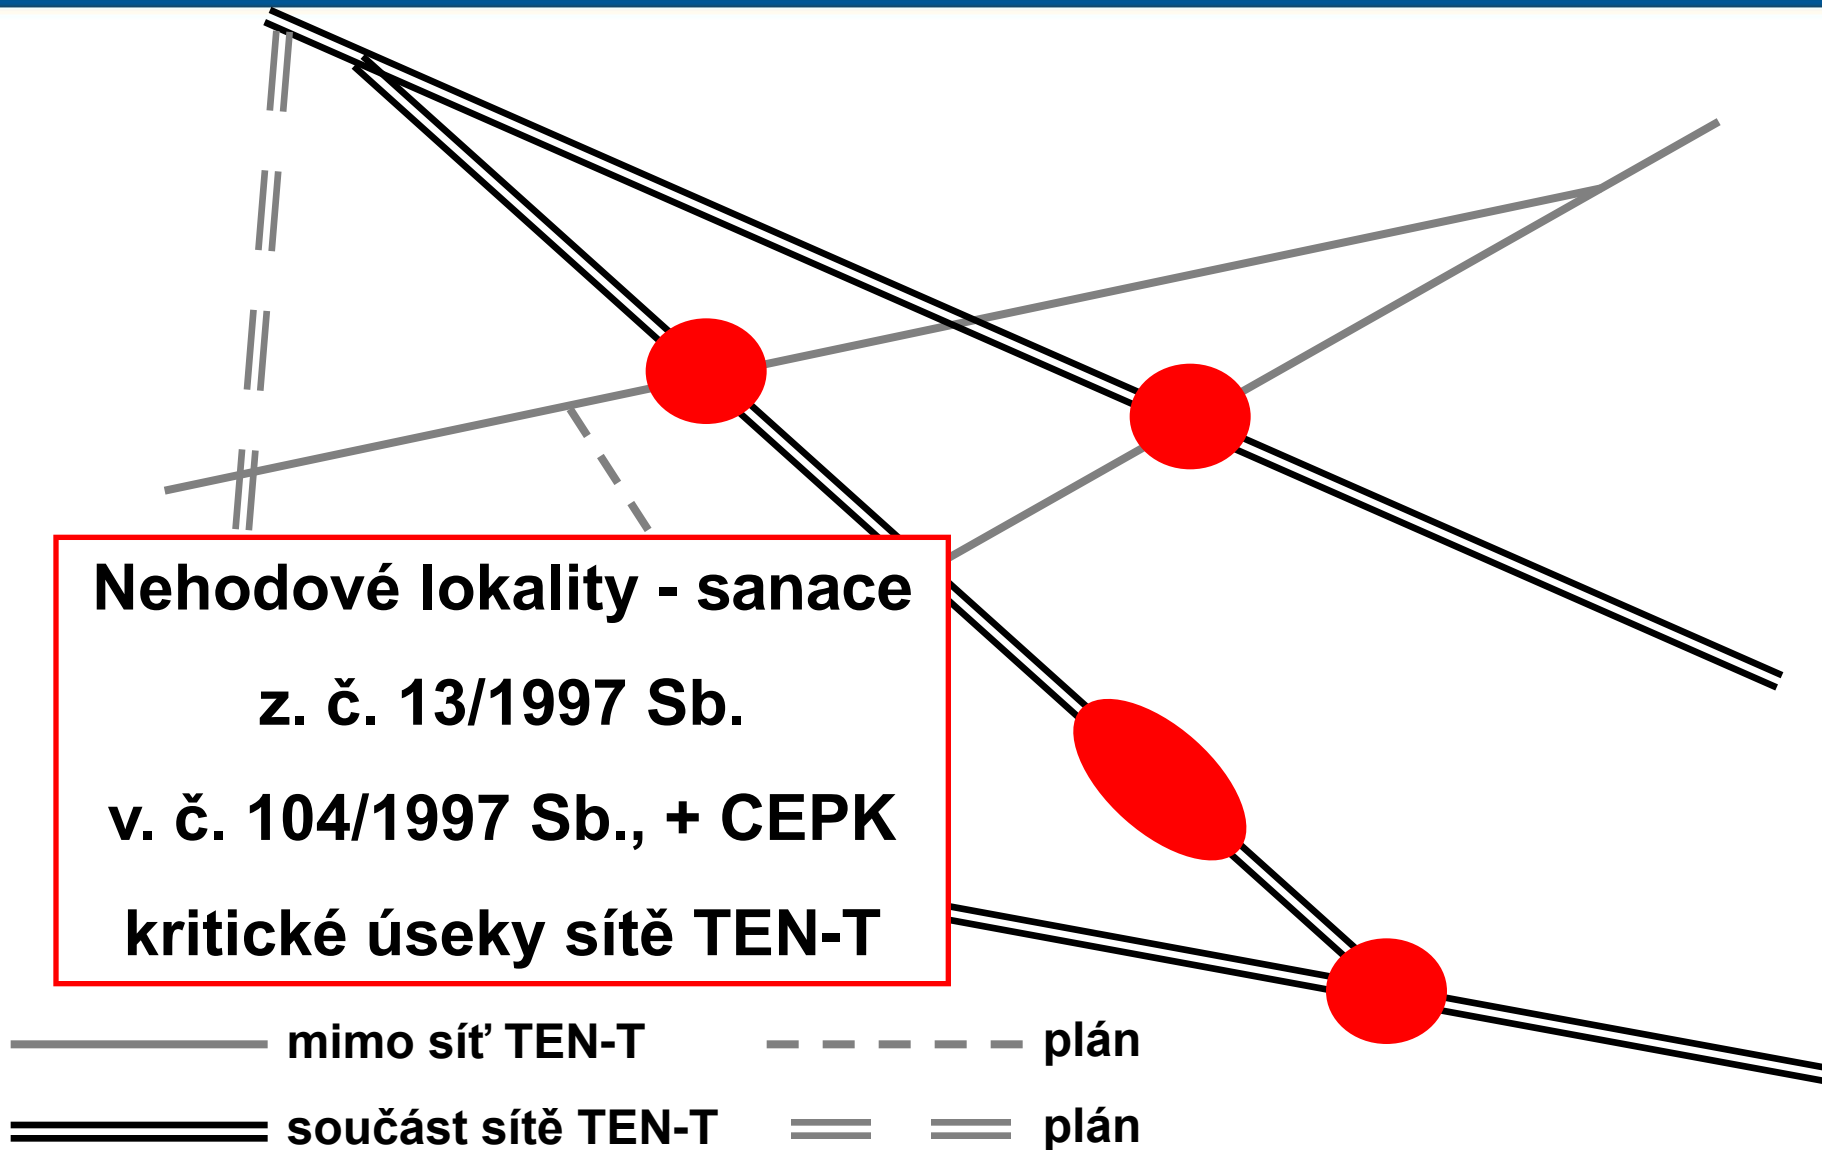 Nehodové lokality - sanace
z. č. 13/1997 Sb.
v. č. 104/1997 Sb., + CEPK
kritické úseky sítě TEN-T
mimo síť TEN-T
plán
součást sítě TEN-T
plán